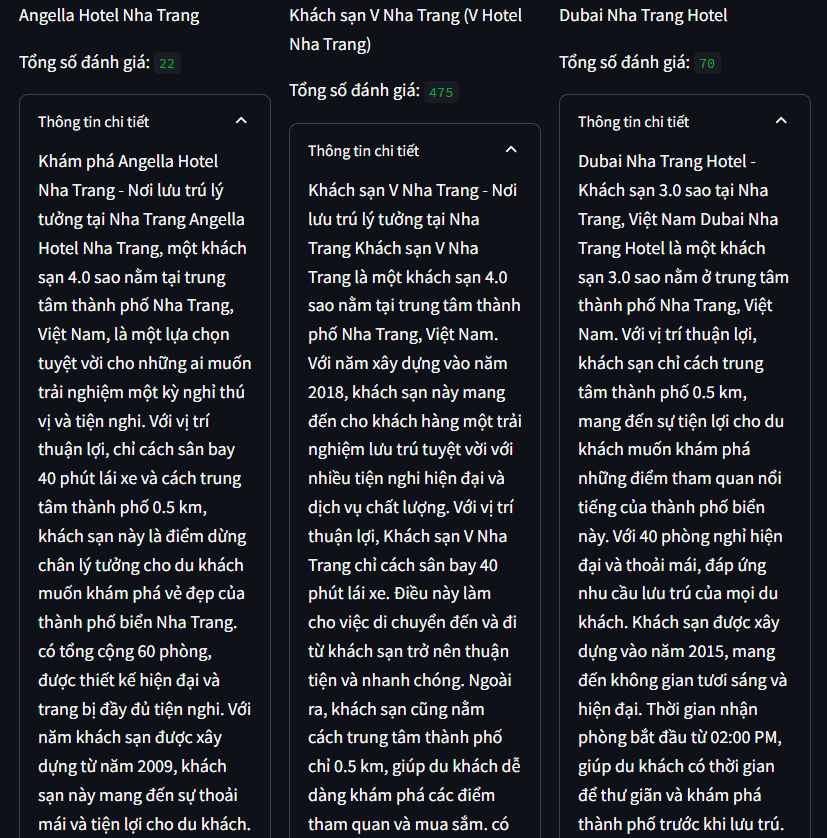 Angella Hotel Nha Trang
Tổng số đánh giá: 22
Thông tin chi tiết
Khám phá Angella Hotel
Nha Trang - Nơi lưu trú lý
tưởng tại Nha Trang Angella
Hotel Nha Trang, một khách
sạn 4.0 sao nằm tại trung
tâm thành phố Nha Trang,
Việt Nam, là một lựa chọn
tuyệt vời cho những ai muốn
trải nghiệm một kỳ nghỉ thú
vị và tiện nghi. Với vị trí
thuận lợi, chỉ cách sân bay
40 phút lái xe và cách trung
tâm thành phố 0.5 km,
khách sạn này là điểm dừng
chân lý tưởng cho du khách
muốn khám phá vẻ đẹp của
thành phố biển Nha Trang.
có tổng cộng 60 phòng,
được thiết kế hiện đại và
trang bị đầy đủ tiện nghi. Với
năm khách sạn được xây
dựng từ năm 2009, khách
sạn này mang đến sự thoải
mái và tiện lợi cho du khách.
Khách sạn V Nha Trang (V Hotel
Nha Trang)
Tổng số đánh giá: 475
Thông tin chi tiết
Khách sạn V Nha Trang - Nơi
lưu trú lý tưởng tại Nha
Trang Khách sạn V Nha
Trang là một khách sạn 4.0
sao nằm tại trung tâm thành
phố Nha Trang, Việt Nam.
Với năm xây dựng vào năm
2018, khách sạn này mang
đến cho khách hàng một trải
nghiệm lưu trú tuyệt vời với
nhiều tiện nghi hiện đại và
dịch vụ chất lượng. Với vị trí
thuận lợi, Khách sạn V Nha
Trang chỉ cách sân bay 40
phút lái xe. Điều này làm
cho việc di chuyển đến và đi
từ khách sạn trở nên thuận
tiện và nhanh chóng. Ngoài
ra, khách sạn cũng nằm
cách trung tâm thành phố
chỉ 0.5 km, giúp du khách dễ
dàng khám phá các điểm
tham quan và mua sắm. có
Dubai Nha Trang Hotel
Tổng số đánh giá: 70
Thông tin chi tiết
Dubai Nha Trang Hotel -
Khách sạn 3.0 sao tại Nha
Trang, Việt Nam Dubai Nha
Trang Hotel là một khách
sạn 3.0 sao nằm ở trung tâm
thành phố Nha Trang, Việt
Nam. Với vị trí thuận lợi,
khách sạn chỉ cách trung
tâm thành phố 0.5 km,
mang đến sự tiện lợi cho du
khách muốn khám phá
những điểm tham quan nổi
tiếng của thành phố biển
này. Với 40 phòng nghỉ hiện
đại và thoải mái, đáp ứng
nhu cầu lưu trú của mọi du
khách. Khách sạn được xây
dựng vào năm 2015, mang
đến không gian tươi sáng và
hiện đại. Thời gian nhận
phòng bắt đầu từ 02:00 PM,
giúp du khách có thời gian
để thư giãn và khám phá
thành phố trước khi lưu trú.